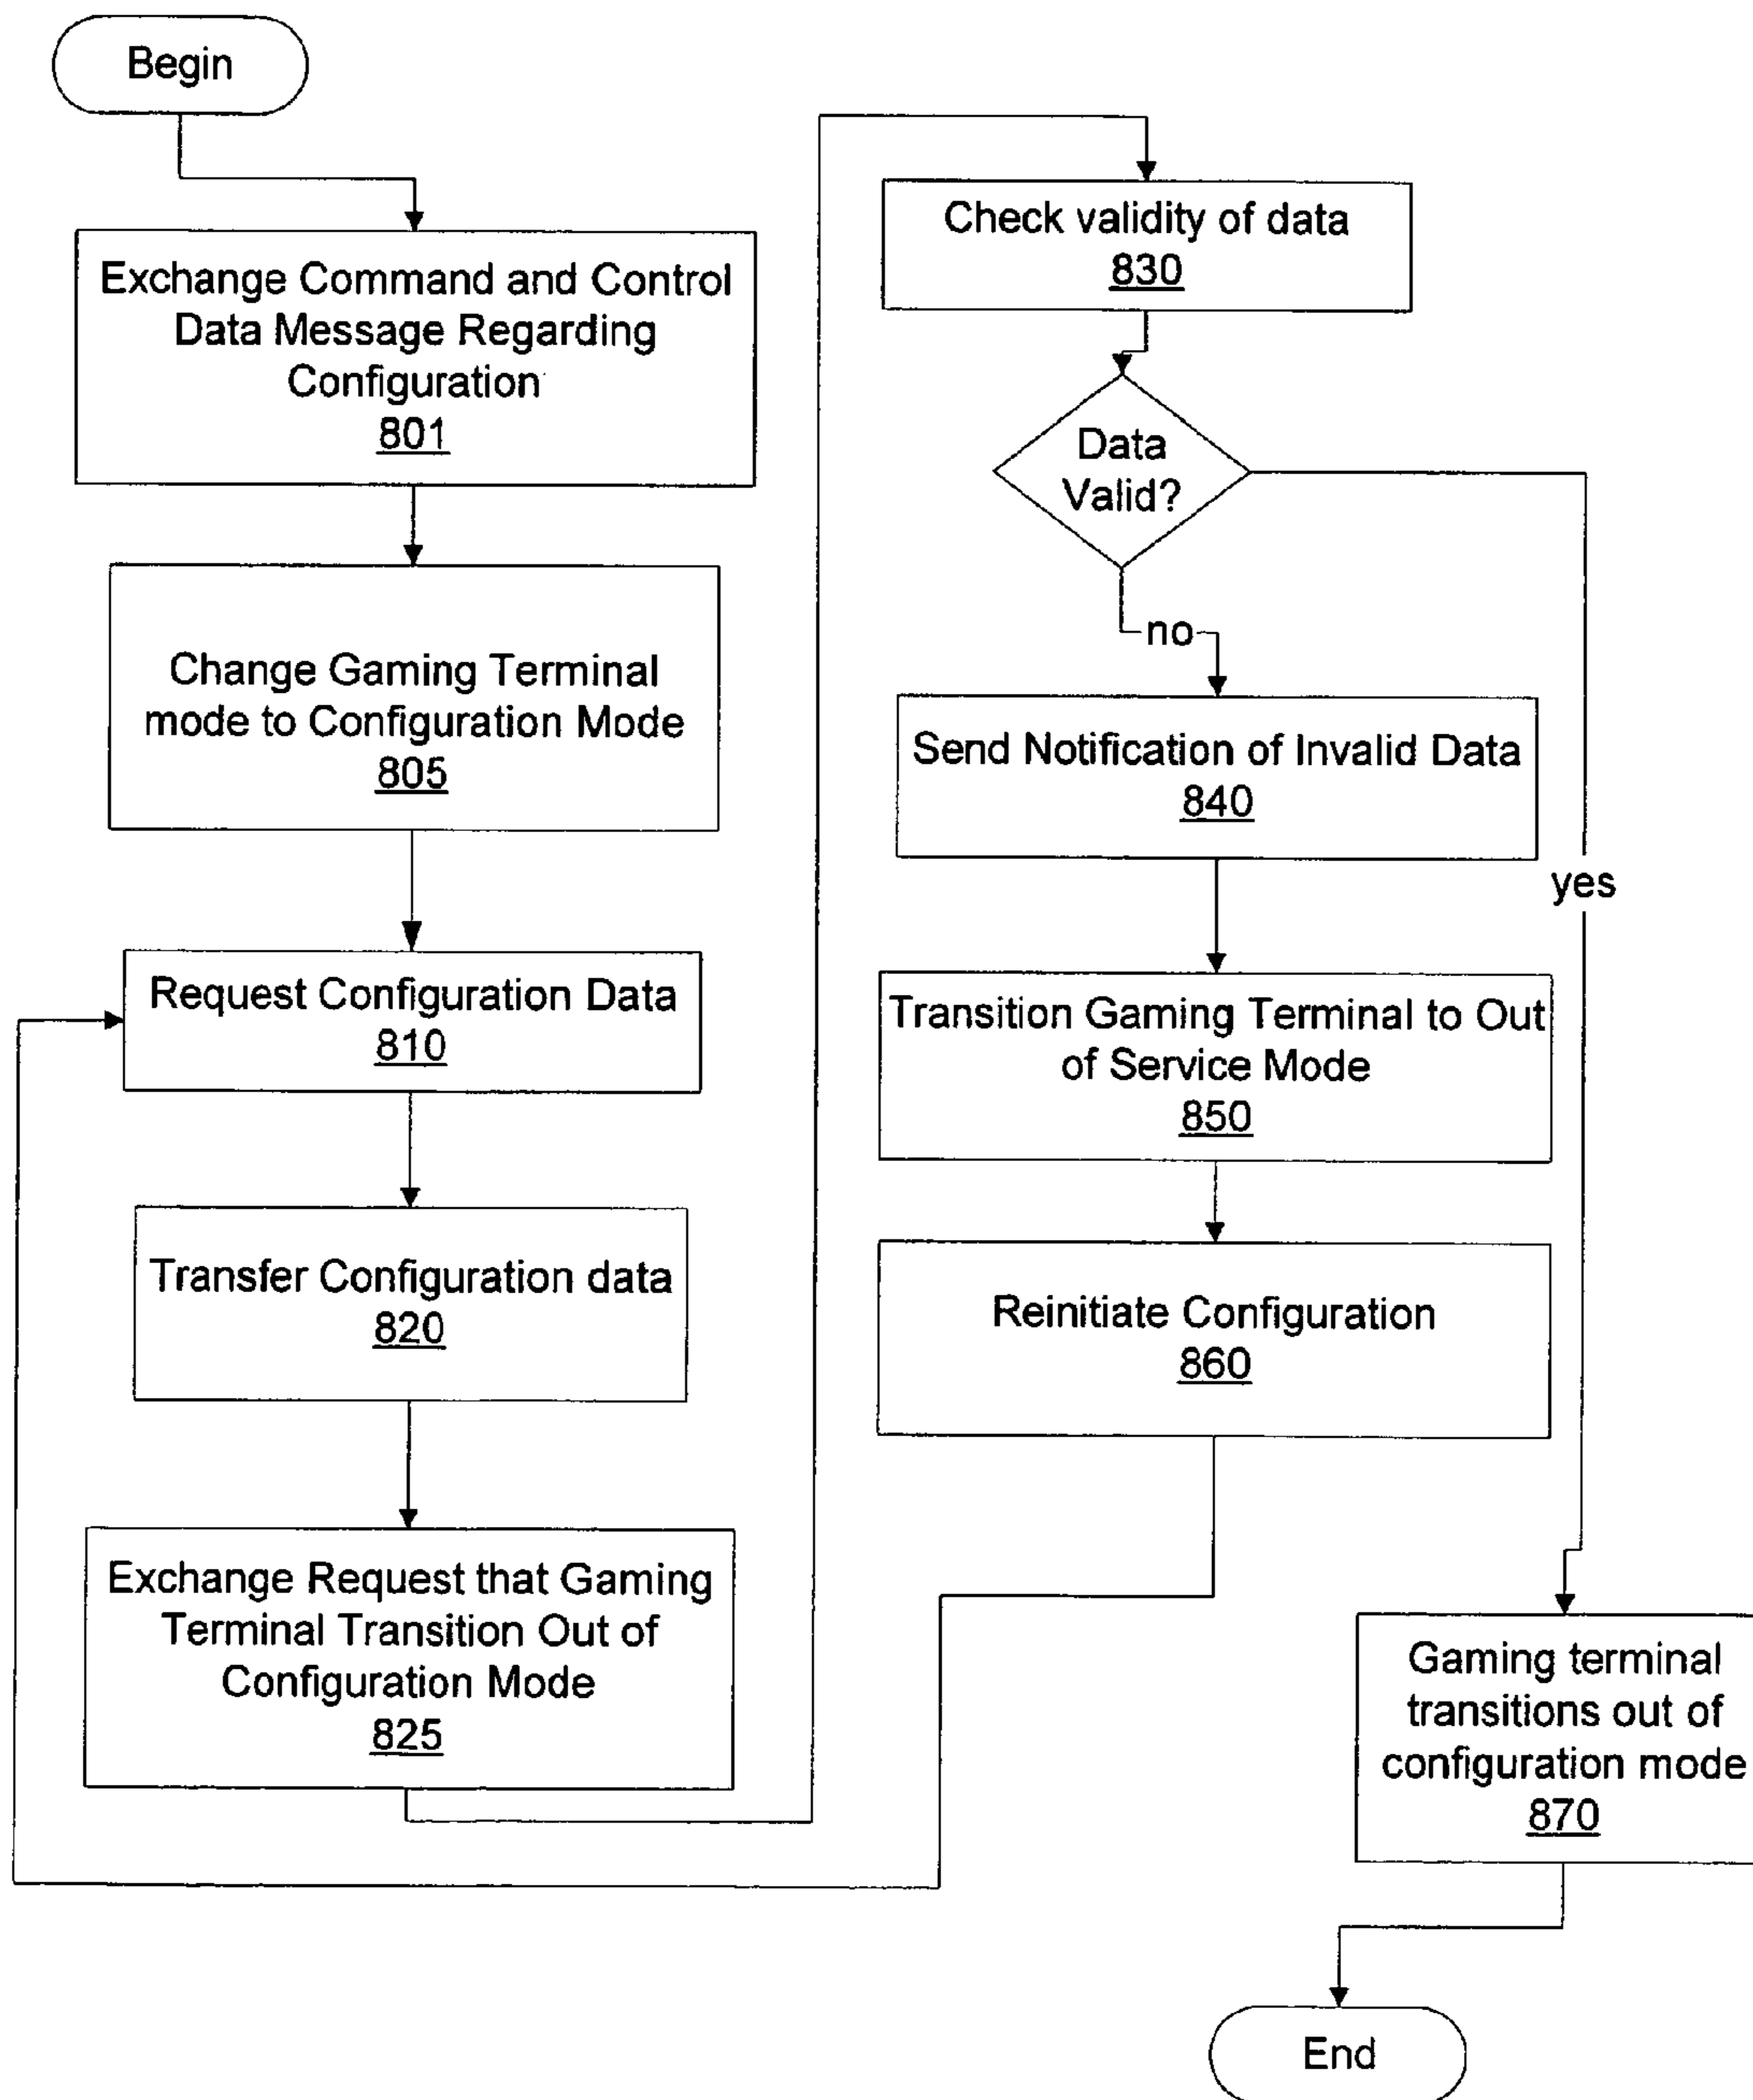 Begin
Exchange Command and Control
Data Message Regarding
Configuration
801
Change Gaming Terminal
mode to Configuration Mode
805
Request Configuration Data
810
Transfer Configuration data
820
Exchange Request that Gaming
Terminal Transition Out of
Configuration Mode
825
Check validity of data
830
Data
Valid?
no
yes
Send Notification of Invalid Data
840
Transition Gaming Terminal to Out
of Service Mode
850
Reinitiate Configuration
860
Gaming terminal
transitions out of
configuration mode
870
End